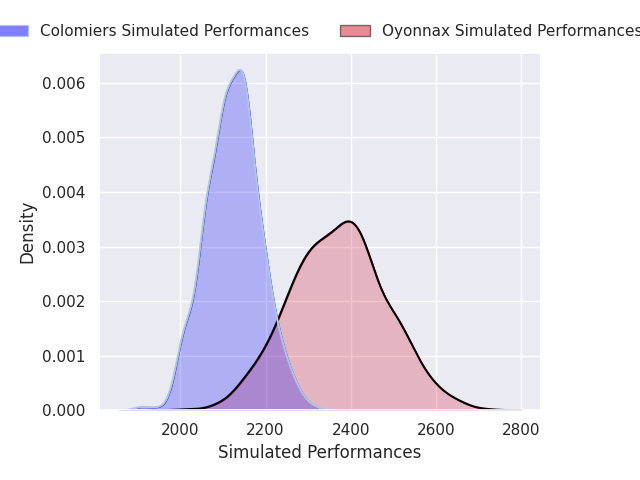 Colomiers Simulated Performances
Oyonnax Simulated Performances
0.006
0.005
0.004
0.003
0.002
0.001
0.000
Density
2000 2200 2400 2600 2800
Simulated Performances